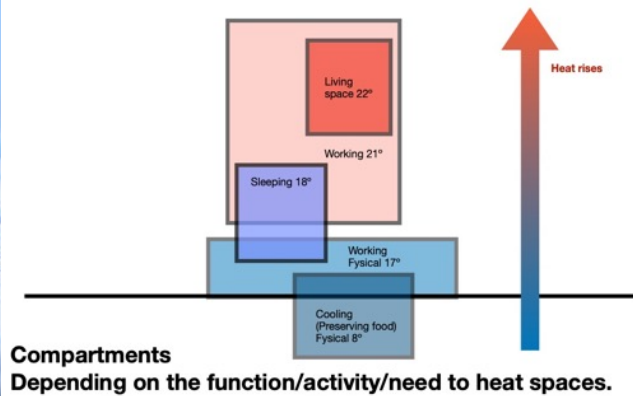 Living
space 22º
Heat rises
Working 21º
Sleeping 18º
Working
Fysical 17º
Cooling
(Preserving food)
Fysical 8º
Compartments
Depending on the function/activity/need to heat spaces.